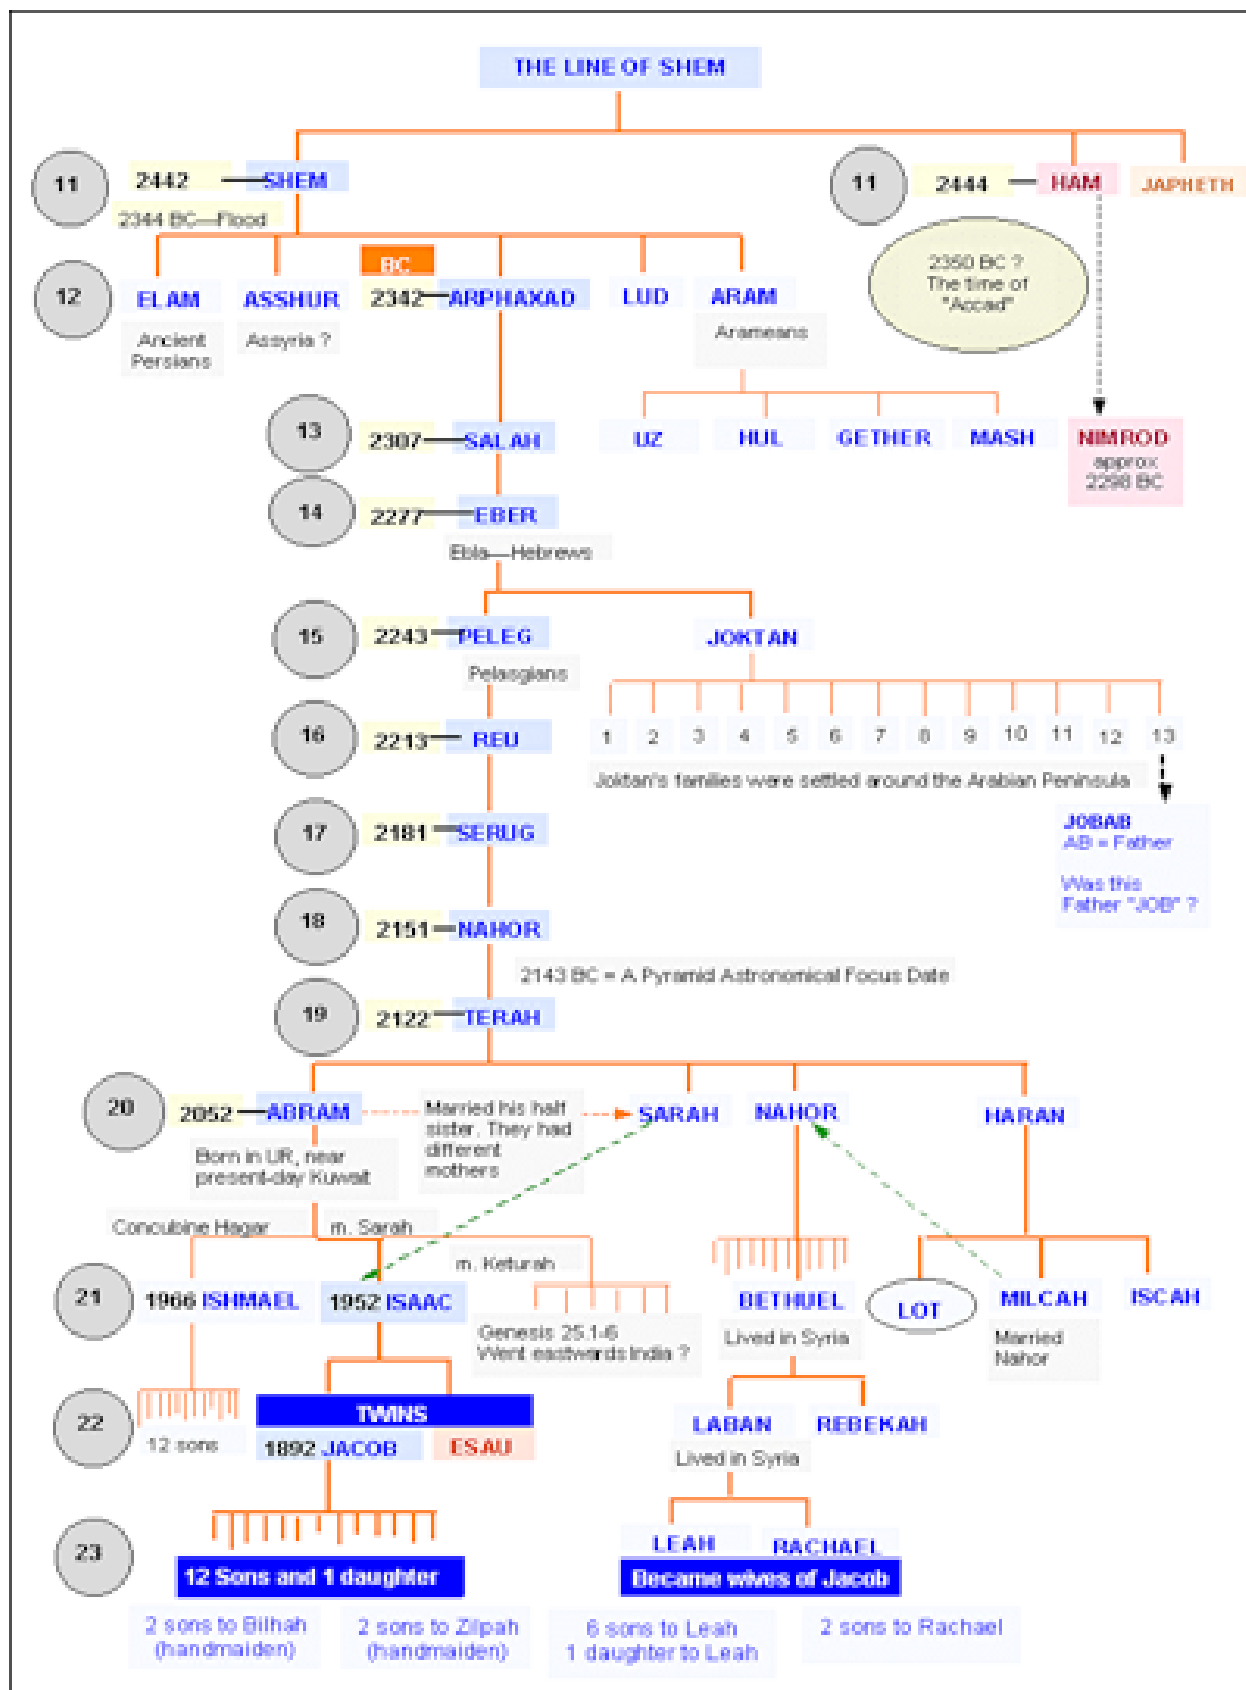 THE LINE OF SHEM
11 2442 SHEM
11 2444 HAM JAPHETH
2344 BC—Flood
2350 BC ?
The time of
"Accad"
BC
12 ELAM ASSHUR 2342 ARPHAXAD LUD ARAM
Ancient
Persians
Assyria ?
Arameans
13 2307 SALAH UZ HUL GETHER MASH NIMROD
approx
2298 BC
14 2277 EBER
Ebla—Hebrews
15 2243 PELEG JOKTAN
Pelasgians
16 2213 REU 1 2 3 4 5 6 7 8 9 10 11 12 13
Joktan's families were settled around the Arabian Peninsula
17 2181 SERUG
JOBAB
AB = Father
Was this
Father "JOB" ?
18 2151 NAHOR
2143 BC = A Pyramid Astronomical Focus Date
19 2122 TERAH
20 2052 ABRAM
Married his half
sister. They had
different
mothers
SARAH NAHOR HARAN
Born in UR, near
present-day Kuwait
Concubine Hagar m. Sarah
m. Keturah
21 1966 ISHMAEL 1952 ISAAC BETHUEL LOT MILCAH ISCAH
Genesis 25.1-6
Went eastwards India ?
Lived in Syria
Married
Nahor
22 12 sons
TWINS
1892 JACOB ESAU
LABAN REBEKAH
Lived in Syria
23 LEAH RACHAEL
12 Sons and 1 daughter
Became wives of Jacob
2 sons to Bilhah
(handmaiden)
2 sons to Zilpah
(handmaiden)
6 sons to Leah
1 daughter to Leah
2 sons to Rachael